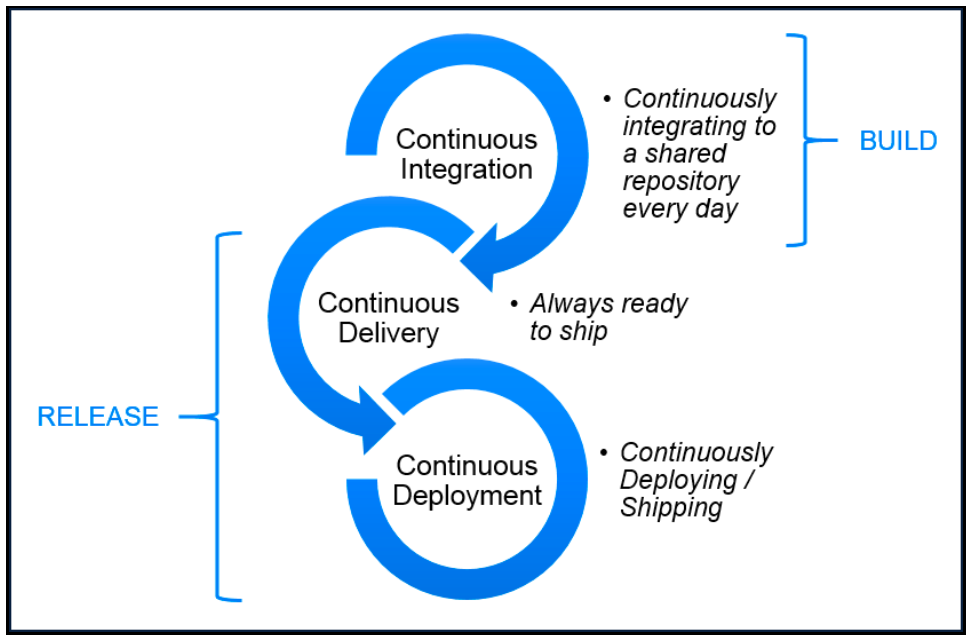 Continuous
Integration
• Continuously
integrating to
a shared
repository
every day
BUILD
Continuous
Delivery
• Always ready
to ship
RELEASE
Continuous
Deployment
• Continuously
Deploying /
Shipping